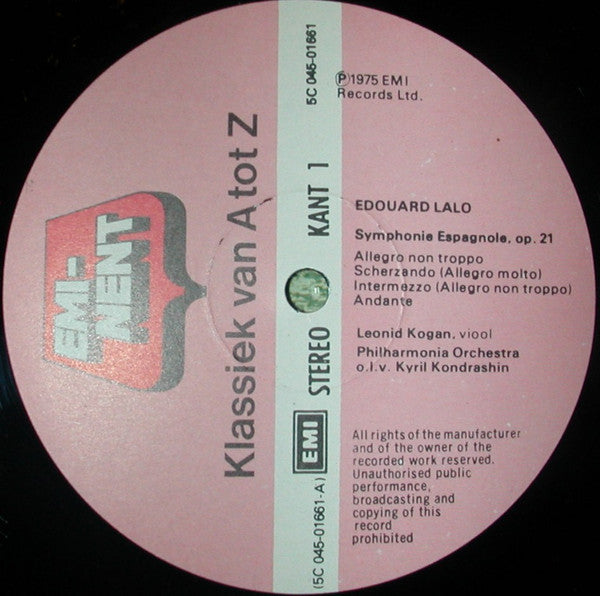 EMI-
NENT
Klassiek van A tot Z
(5C 045-01661-A)
EMI
STEREO
KANT 1
5C 045-01661
Ⓟ1975 EMI
Records Ltd.
EDOUARD LALO
Symphonie Espagnole, op. 21
Allegro non troppo
Scherzando (Allegro molto)
Intermezzo (Allegro non troppo)
Andante
Leonid Kogan, viool
Philharmonia Orchestra
o.l.v. Kyril Kondrashin
All rights of the manufacturer
and of the owner of the
recorded work reserved.
Unauthorised public
performance,
broadcasting and
copying of this
record
prohibited